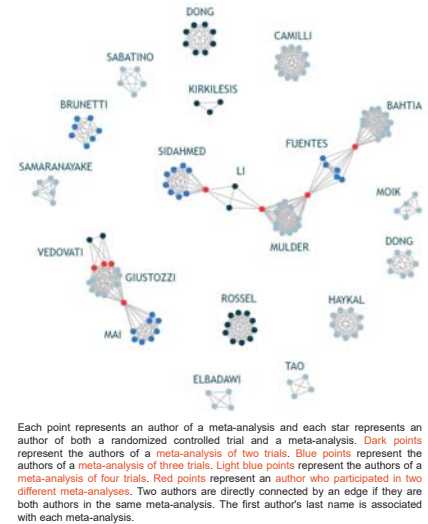 DONG
CAMILLI
SABATINO
KIRKILESIS
BRUNETTI
BAHTIA
SIDAHMED
FUENTES
LI
SAMARANAYAKE
MOIK
MULDER
DONG
VEDOVATI
GIUSTOZZI
ROSSEL
HAYKAL
MAI
TAO
ELBADAWI
Each point represents an author of a meta-analysis and each star represents an
author of both a randomized controlled trial and a meta-analysis. Dark points
represent the authors of a meta-analysis of two trials. Blue points represent the
authors of a meta-analysis of three trials. Light blue points represent the authors of a
meta-analysis of four trials. Red points represent an author who participated in two
different meta-analyses. Two authors are directly connected by an edge if they are
both authors in the same meta-analysis. The first author's last name is associated
with each meta-analysis.